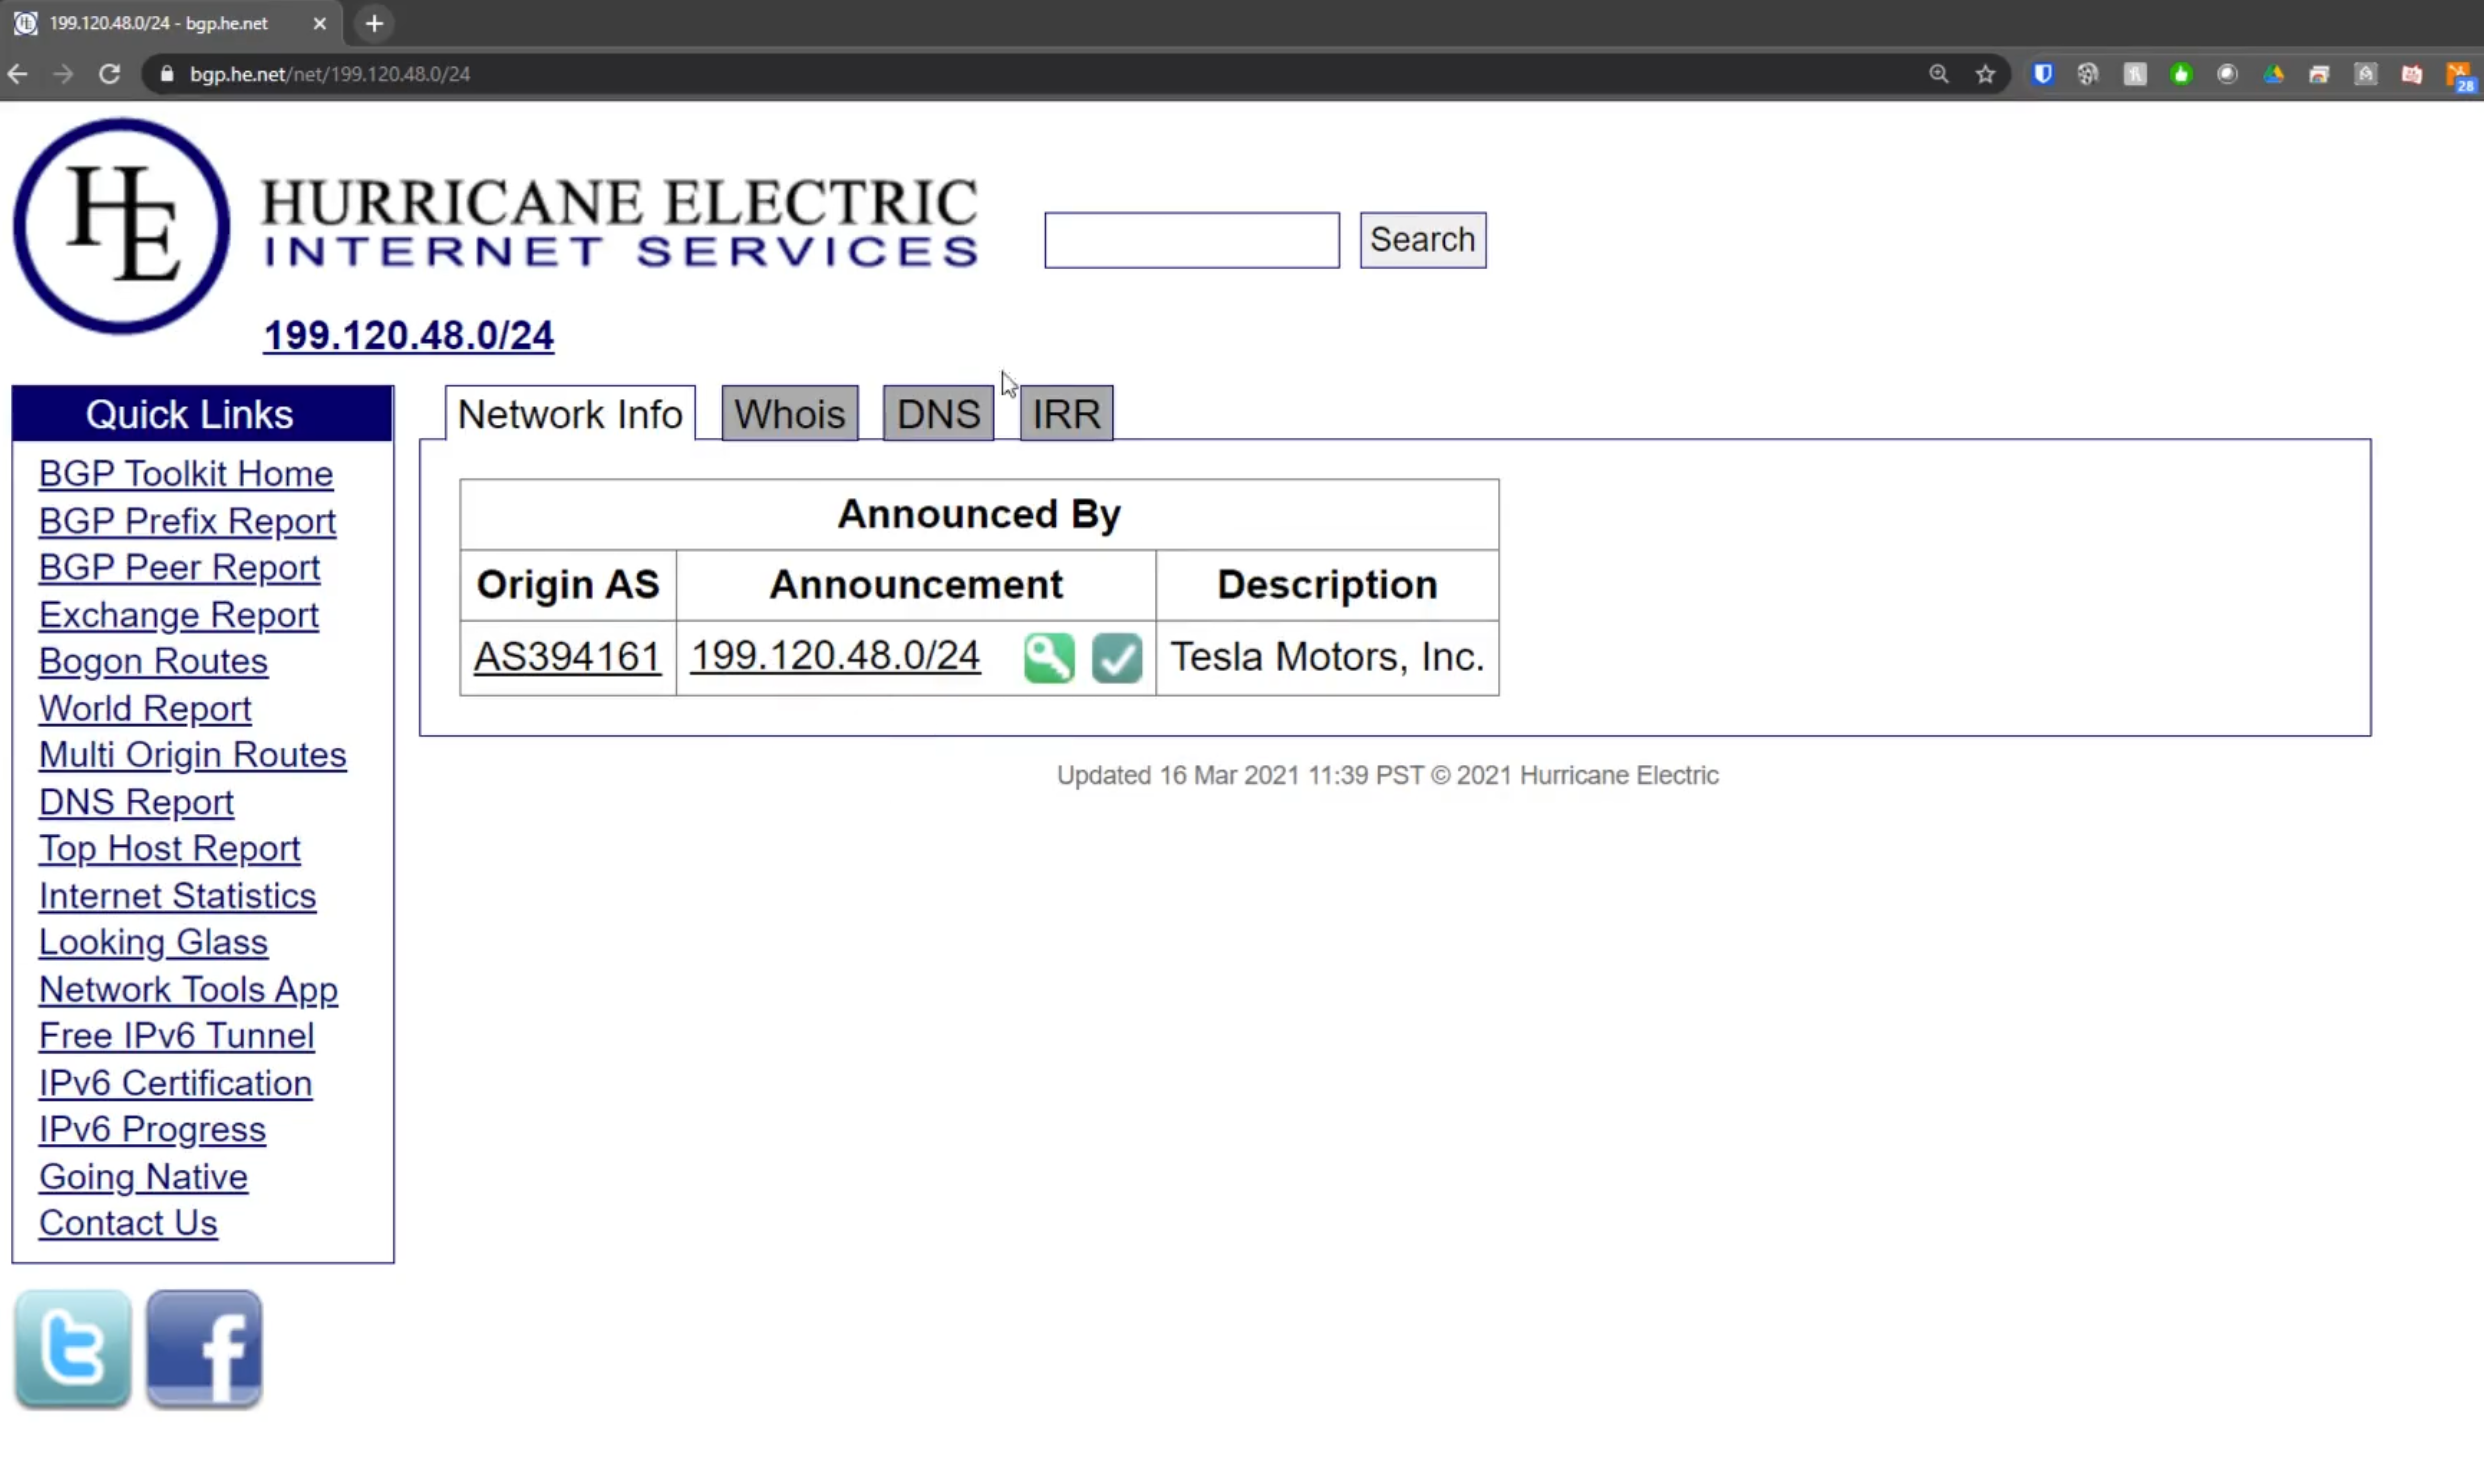 199.120.48.0/24 - bgp.he.net
bgp.he.net/net/199.120.48.0/24
28
HE
HURRICANE ELECTRIC
INTERNET SERVICES
Search
199.120.48.0/24
Quick Links
BGP Toolkit Home
BGP Prefix Report
BGP Peer Report
Exchange Report
Bogon Routes
World Report
Multi Origin Routes
DNS Report
Top Host Report
Internet Statistics
Looking Glass
Network Tools App
Free IPv6 Tunnel
IPv6 Certification
IPv6 Progress
Going Native
Contact Us
Network Info Whois DNS IRR
Announced By
Origin AS Announcement Description
AS394161 199.120.48.0/24 Tesla Motors, Inc.
Updated 16 Mar 2021 11:39 PST © 2021 Hurricane Electric